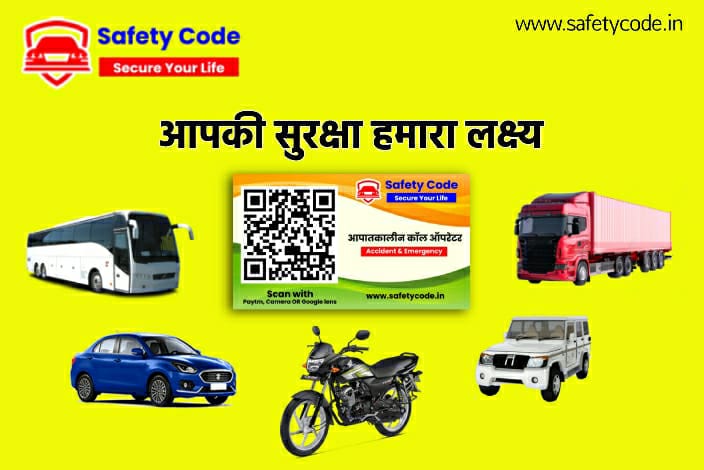 Safety Code
Secure Your Life
www.safetycode.in
आपकी सुरक्षा हमारा लक्ष्य
Safety Code
Secure Your Life
आपातकालीन कॉल ऑपरेटर
Accident & Emergency
Scan with
Paytm, Camera OR Google lens
www.safetycode.in